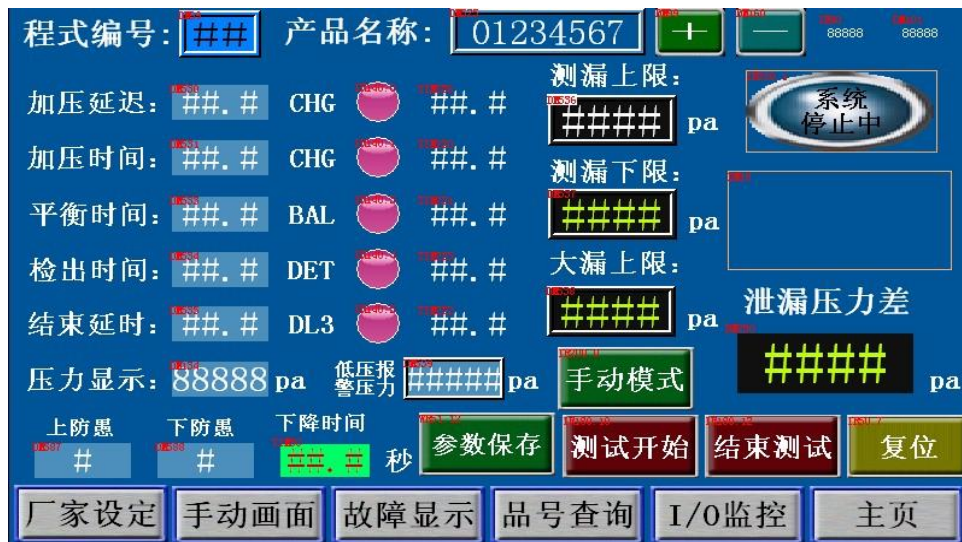 程式编号: ## 产品名称: 01234567 + — 88888 88888
测漏上限:
加压延迟: ##.# CHG ##.# #### pa 系统
停止中
加压时间: ##.# CHG ##.#
测漏下限:
平衡时间: ##.# BAL ##.# #### pa
检出时间: ##.# DET ##.# 大漏上限:
结束延时: ##.# DL3 ##.# #### pa 泄漏压力差
压力显示: 88888 pa 低压报
警压力 ##### pa 手动模式 #### pa
上防愚 下防愚 下降时间
# # ##.# 秒 参数保存 测试开始 结束测试 复位
厂家设定 手动画面 故障显示 品号查询 I/O监控 主页